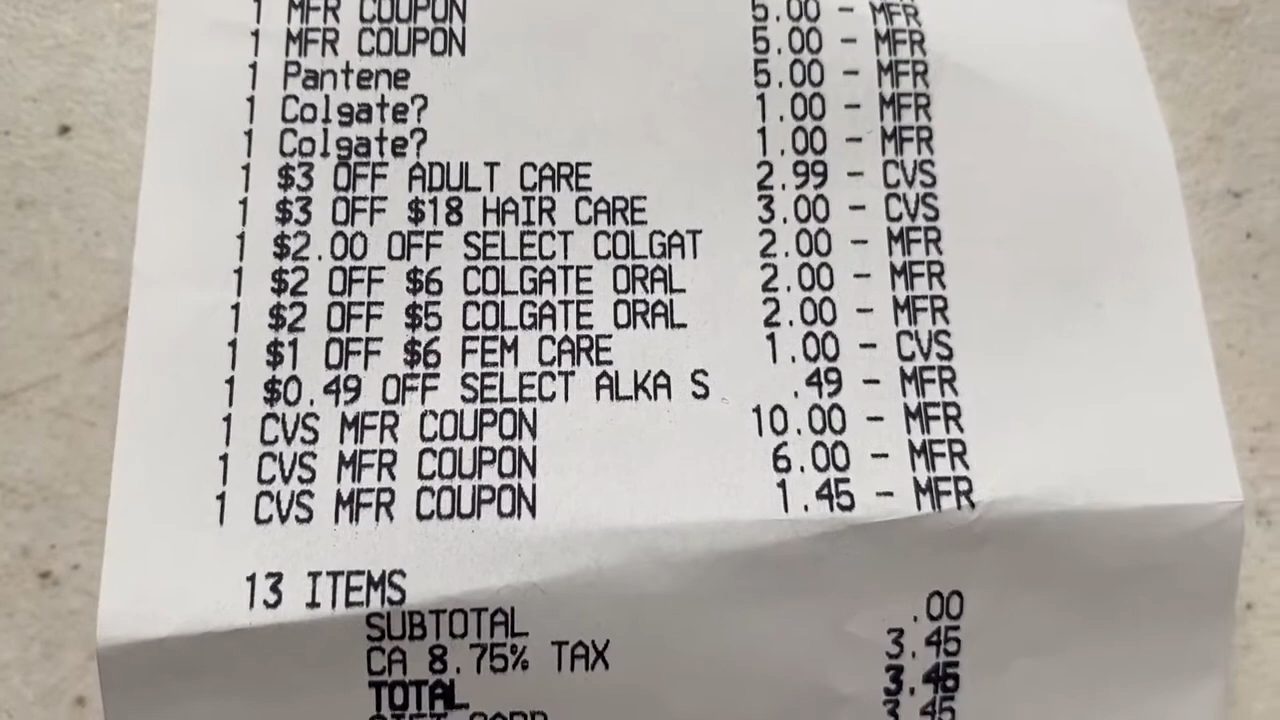 1 MFR COUPON 5.00 - MFR
1 MFR COUPON 5.00 - MFR
1 Pantene 5.00 - MFR
1 Colgate? 1.00 - MFR
1 Colgate? 1.00 - MFR
1 $3 OFF ADULT CARE 2.99 - CVS
1 $3 OFF $18 HAIR CARE 3.00 - CVS
1 $2.00 OFF SELECT COLGAT 2.00 - MFR
1 $2 OFF $6 COLGATE ORAL 2.00 - MFR
1 $2 OFF $5 COLGATE ORAL 2.00 - MFR
1 $1 OFF $6 FEM CARE 1.00 - CVS
1 $0.49 OFF SELECT ALKA S .49 - MFR
1 CVS MFR COUPON 10.00 - MFR
1 CVS MFR COUPON 6.00 - MFR
1 CVS MFR COUPON 1.45 - MFR
13 ITEMS
SUBTOTAL .00
CA 8.75% TAX 3.45
TOTAL 3.45
GIFT CARD 3.45